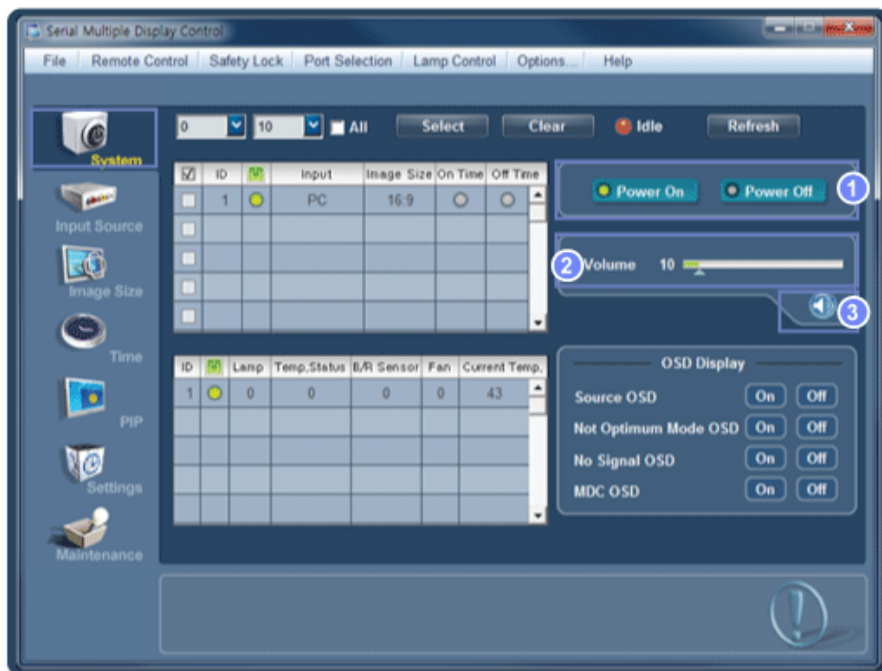 Serial Multiple Display Control
File Remote Control Safety Lock Port Selection Lamp Control Options... Help
0 10 All Select Clear Idle Refresh
System
Input Source
Image Size
Time
PIP
Settings
Maintenance
ID Input Image Size On Time Off Time
1 PC 16:9
Power On Power Off 1
2 Volume 10
3
ID Lamp Temp.Status B/R Sensor Fan Current Temp.
1 0 0 0 0 43
OSD Display
Source OSD On Off
Not Optimum Mode OSD On Off
No Signal OSD On Off
MDC OSD On Off